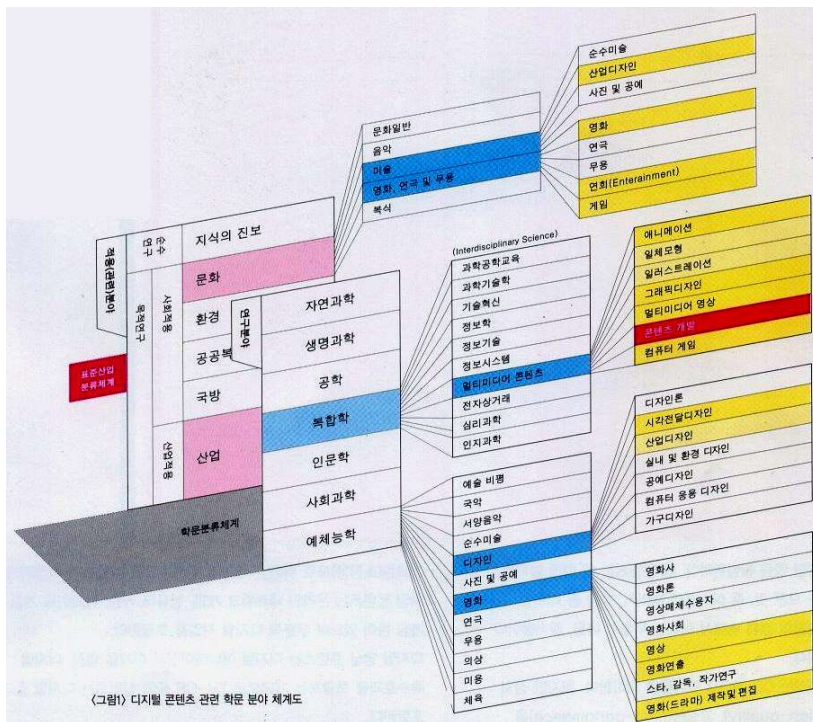 순수미술
산업디자인
사진 및 공예
영화
연극
무용
연회(Enterainment)
게임
문화일반
음악
미술
영화, 연극 및 무용
복식
적용(관련)분야
순수
연구
지식의 진보
목적연구
사회적응
문화
환경
공공복
국방
산업적응
산업
표준산업
분류체계
학문분류체계
연구분야
자연과학
생명과학
공학
복합학
인문학
사회과학
예체능학
(Interdisciplinary Science)
과학공학교육
과학기술학
기술혁신
정보학
정보기술
정보시스템
멀티미디어 콘텐츠
전자상거래
심리과학
인지과학
애니메이션
일체모형
일러스트레이션
그래픽디자인
멀티미디어 영상
콘텐츠 개발
컴퓨터 게임
디자인론
시각전달디자인
산업디자인
실내 및 환경 디자인
공예디자인
컴퓨터 응용 디자인
가구디자인
예술 비평
국악
서양음악
순수미술
디자인
사진 및 공예
영화
연극
무용
의상
미용
체육
영화사
영화론
영상매체수용자
영화사회
영상
영화연출
스타, 감독, 작가연구
영화(드라마) 제작및 편집
<그림1> 디지털 콘텐츠 관련 학문 분야 체계도